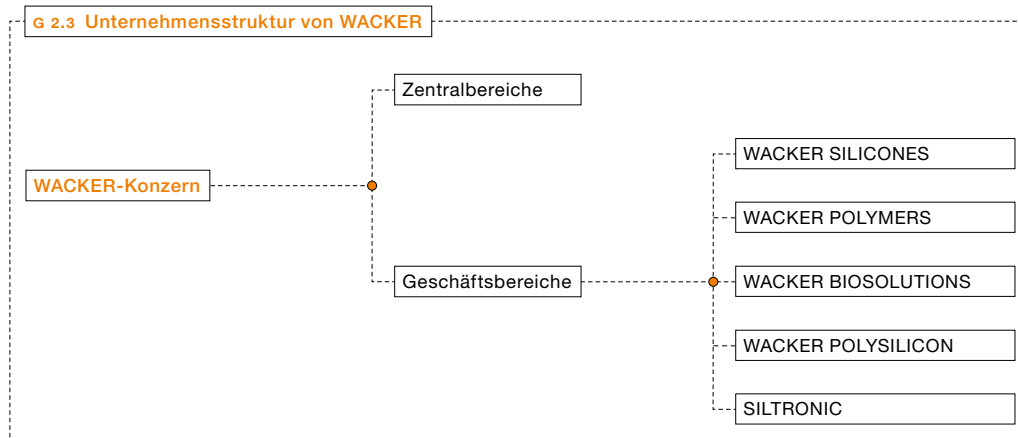 G 2.3 Unternehmensstruktur von WACKER
Zentralbereiche
WACKER SILICONES
WACKER-Konzern
WACKER POLYMERS
Geschäftsbereiche
WACKER BIOSOLUTIONS
WACKER POLYSILICON
SILTRONIC